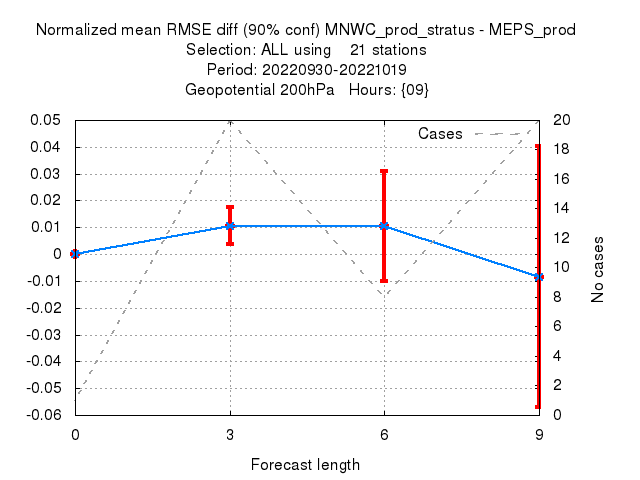 Normalized mean RMSE diff (90% conf) MNWC_prod_stratus - MEPS_prod
Selection: ALL using    21 stations
Period: 20220930-20221019
Geopotential 200hPa   Hours: {09}
Cases
0.05
0.04
0.03
0.02
0.01
0
-0.01
-0.02
-0.03
-0.04
-0.05
-0.06
20
18
16
14
12
10
8
6
4
2
0
No cases
0 3 6 9
Forecast length